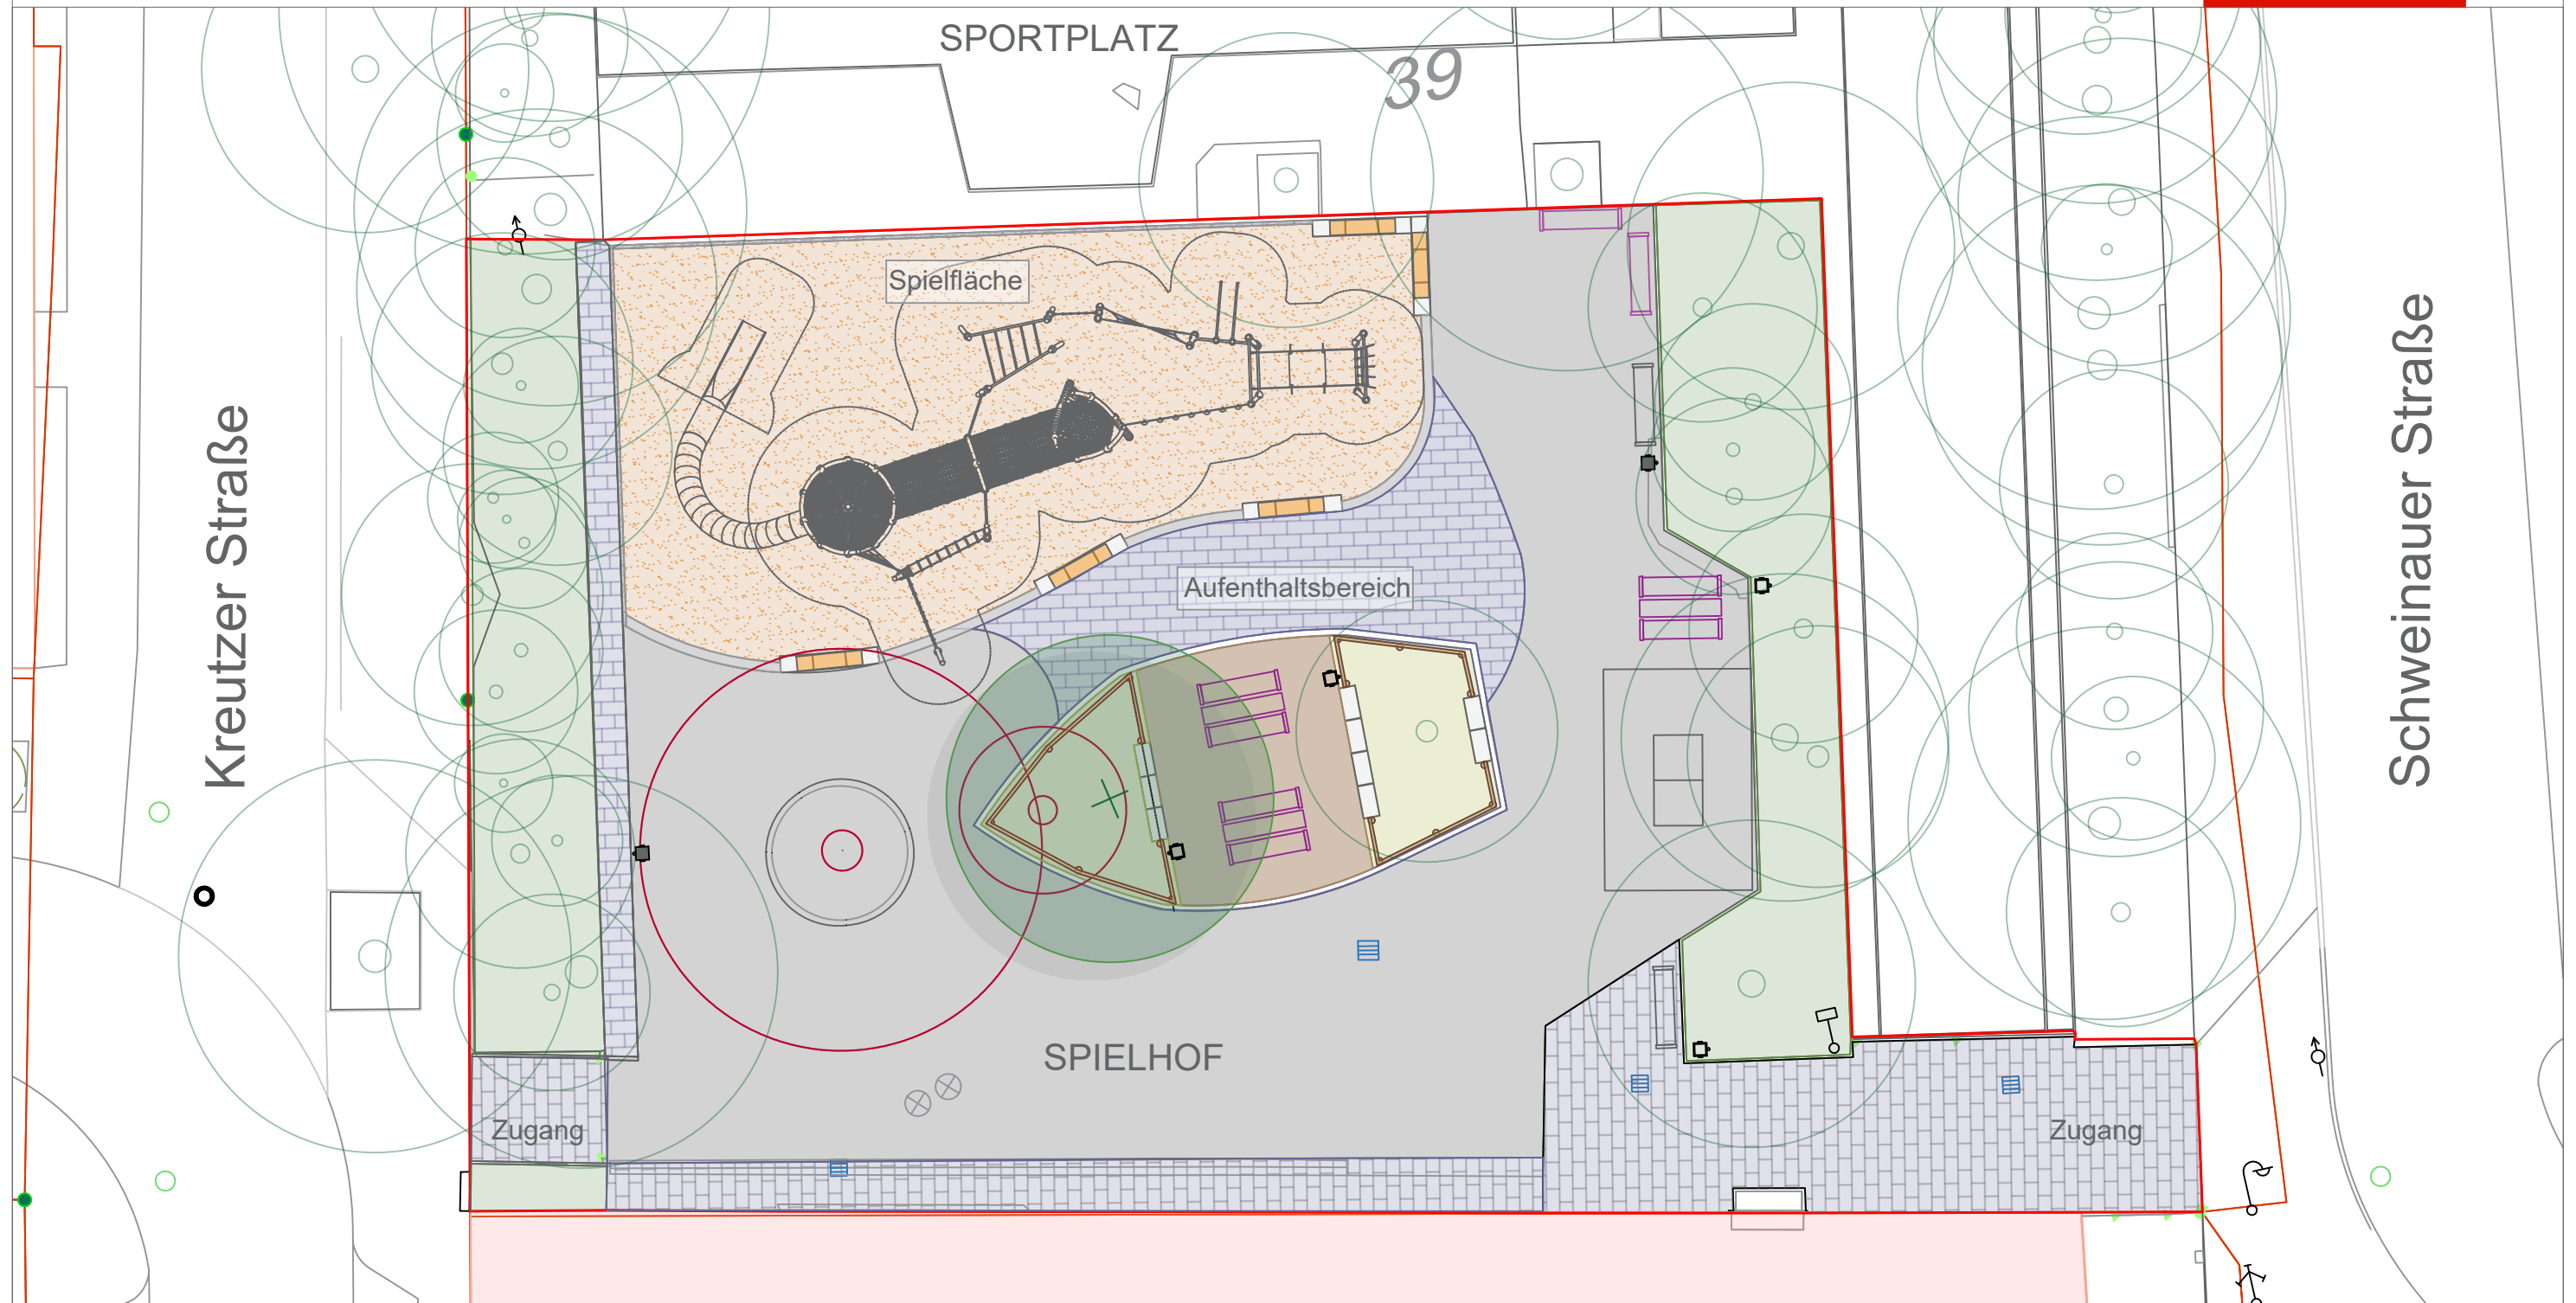 SPORTPLATZ
39
Spielfläche
Kreutzer Straße
Schweinauer Straße
Aufenthaltsbereich
SPIELHOF
Zugang
Zugang